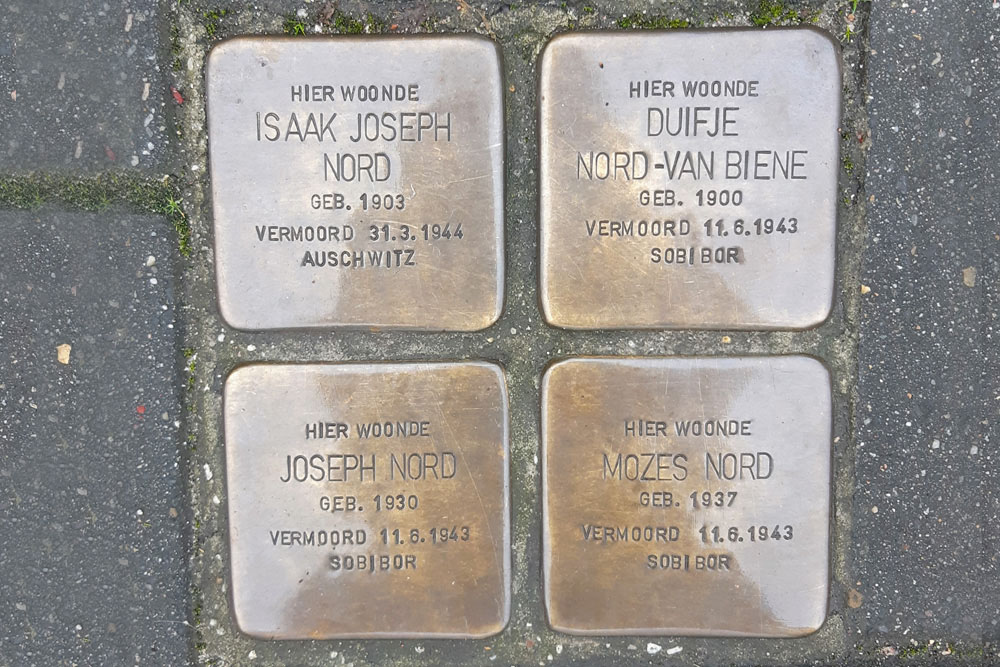 HIER WOONDE
ISAAK JOSEPH
NORD
GEB. 1903
VERMOORD 31.3.1944
AUSCHWITZ
HIER WOONDE
DUIFJE
NORD-VAN BIENE
GEB. 1900
VERMOORD 11.6.1943
SOBIBOR
HIER WOONDE
JOSEPH NORD
GEB. 1930
VERMOORD 11.6.1943
SOBIBOR
HIER WOONDE
MOZES NORD
GEB. 1937
VERMOORD 11.6.1943
SOBIBOR